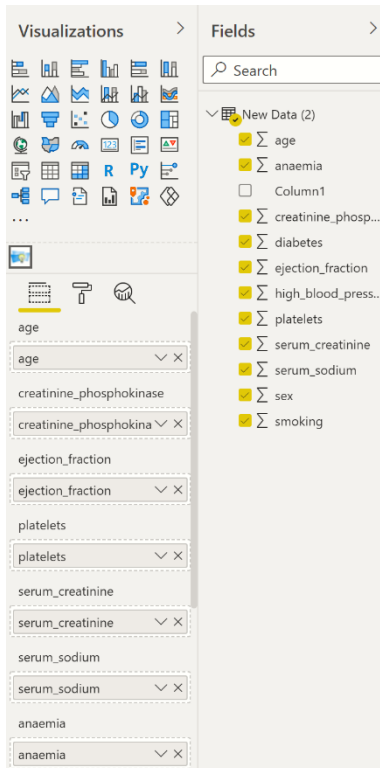 Visualizations
123
R
Py
...
age
age
creatinine_phosphokinase
creatinine_phosphokina
ejection_fraction
ejection_fraction
platelets
platelets
serum_creatinine
serum_creatinine
serum_sodium
serum_sodium
anaemia
anaemia
Fields
Search
New Data (2)
age
anaemia
Column1
creatinine_phosp...
diabetes
ejection_fraction
high_blood_press...
platelets
serum_creatinine
serum_sodium
sex
smoking